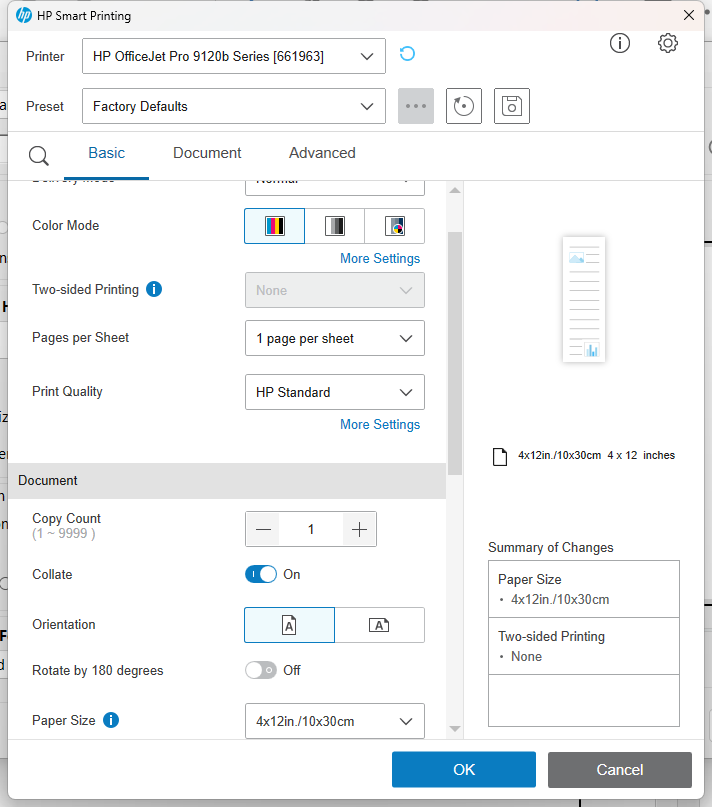 HP Smart Printing
Printer
HP OfficeJet Pro 9120b Series [661963]
Preset
Factory Defaults
Basic
Document
Advanced
Delivery Mode
Normal
Color Mode
More Settings
Two-sided Printing
None
Pages per Sheet
1 page per sheet
Print Quality
HP Standard
More Settings
Document
Copy Count
(1 ~ 9999 )
1
Collate
On
Orientation
A
A
Rotate by 180 degrees
Off
Paper Size
4x12in./10x30cm
4x12in./10x30cm 4 x 12 inches
Summary of Changes
Paper Size
• 4x12in./10x30cm
Two-sided Printing
• None
OK
Cancel